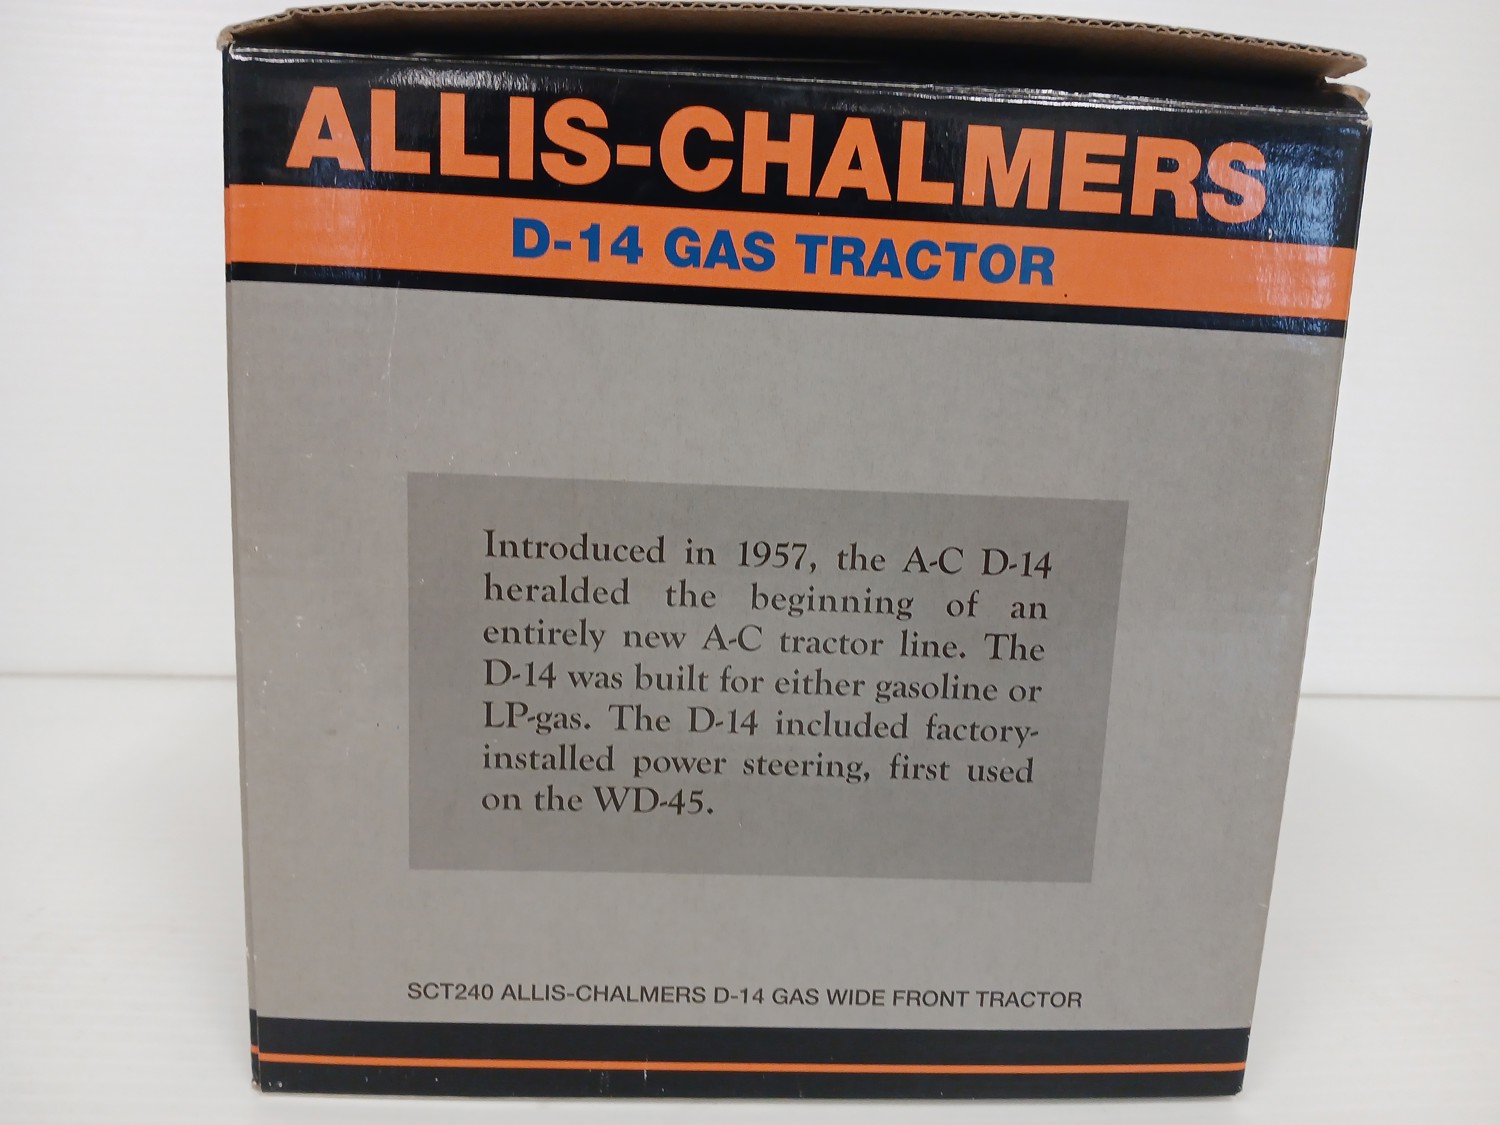 ALLIS-CHALMERS
D-14 GAS TRACTOR
Introduced in 1957, the A-C D-14
heralded the beginning of an
entirely new A-C tractor line. The
D-14 was built for either gasoline or
LP-gas. The D-14 included factory-
installed power steering, first used
on the WD-45.
SCT240 ALLIS-CHALMERS D-14 GAS WIDE FRONT TRACTOR